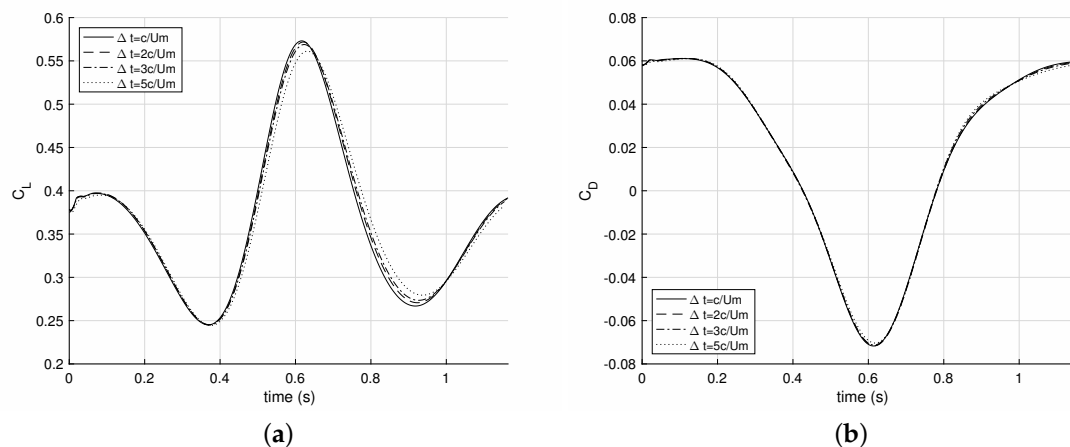 0.6
0.55
0.5
0.45
0.4
0.35
0.3
0.25
0.2
C_L
0 0.2 0.4 0.6 0.8 1
time (s)
Δ t=c/Um
Δ t=2c/Um
Δ t=3c/Um
Δ t=5c/Um
(a)
0.08
0.06
0.04
0.02
0
-0.02
-0.04
-0.06
-0.08
C_D
0 0.2 0.4 0.6 0.8 1
time (s)
Δ t=c/Um
Δ t=2c/Um
Δ t=3c/Um
Δ t=5c/Um
(b)